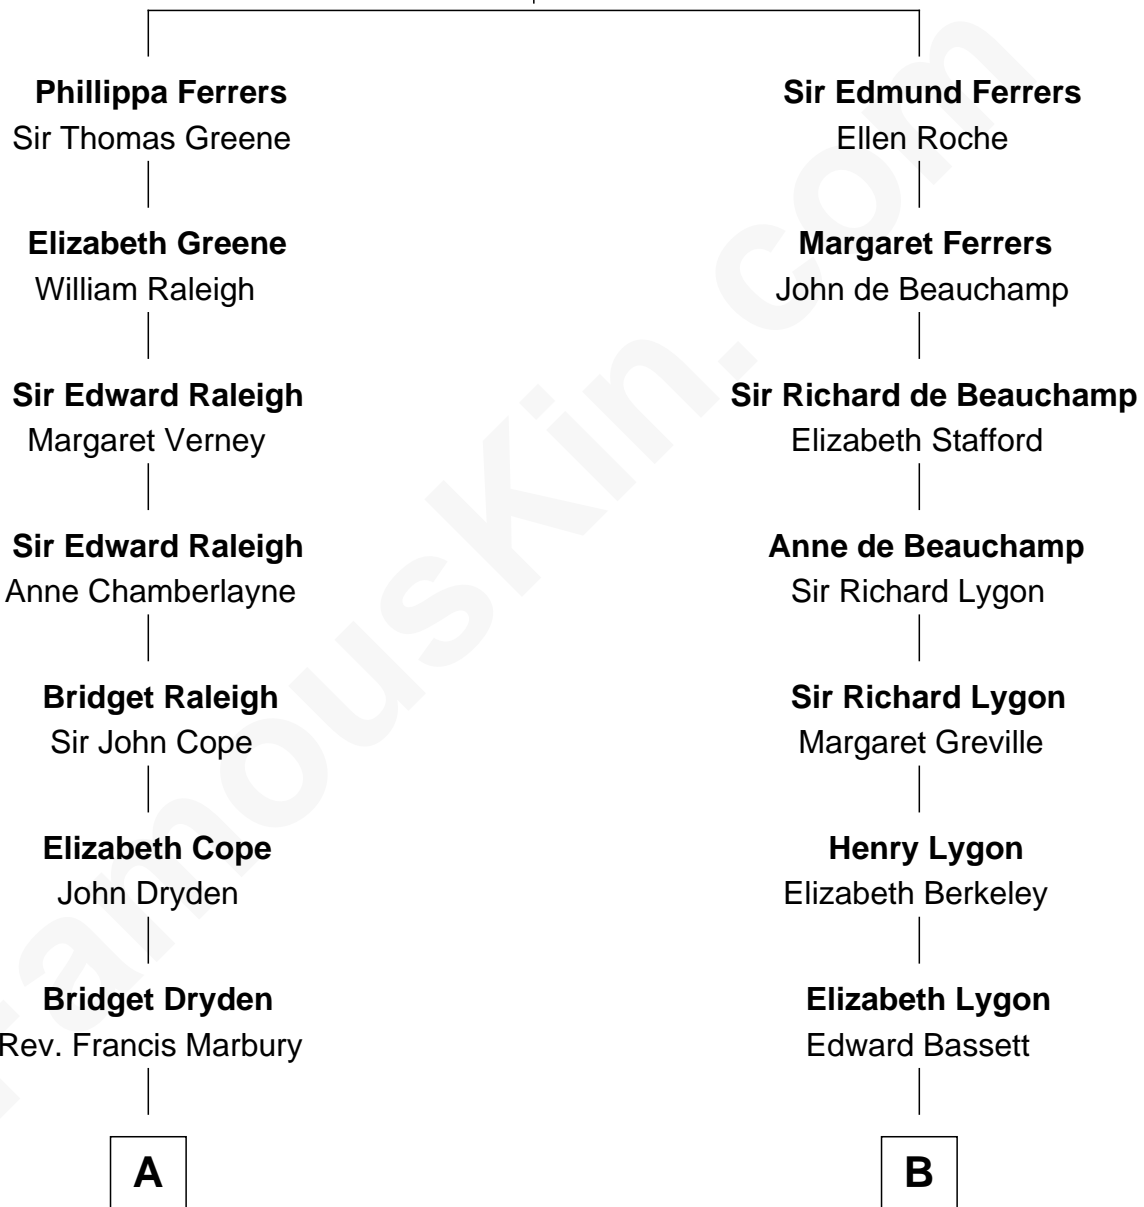 Phillippa Ferrers
Sir Thomas Greene
Elizabeth Greene
William Raleigh
Sir Edward Raleigh
Margaret Verney
Sir Edward Raleigh
Anne Chamberlayne
Bridget Raleigh
Sir John Cope
Elizabeth Cope
John Dryden
Bridget Dryden
Rev. Francis Marbury
A
Sir Edmund Ferrers
Ellen Roche
Margaret Ferrers
John de Beauchamp
Sir Richard de Beauchamp
Elizabeth Stafford
Anne de Beauchamp
Sir Richard Lygon
Sir Richard Lygon
Margaret Greville
Henry Lygon
Elizabeth Berkeley
Elizabeth Lygon
Edward Bassett
B
FamousKin.com